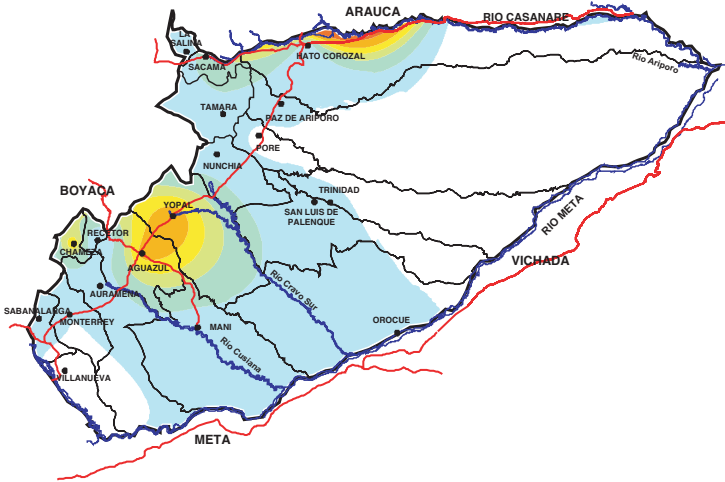 ARAUCA
RIO CASANARE
LA
SALINA
SACAMA
HATO COROZAL
Rio Ariporo
TAMARA
PAZ DE ARIPORO
PORE
NUNCHIA
BOYACA
TRINIDAD
YOPAL
SAN LUIS DE
PALENQUE
RIO META
RECETOR
CHAMEZA
AGUAZUL
VICHADA
Rio Cravo Sur
AURAMENA
SABANALANGA
MONTERREY
MANI
OROCUE
Rio Cusiana
VILLANUEVA
META